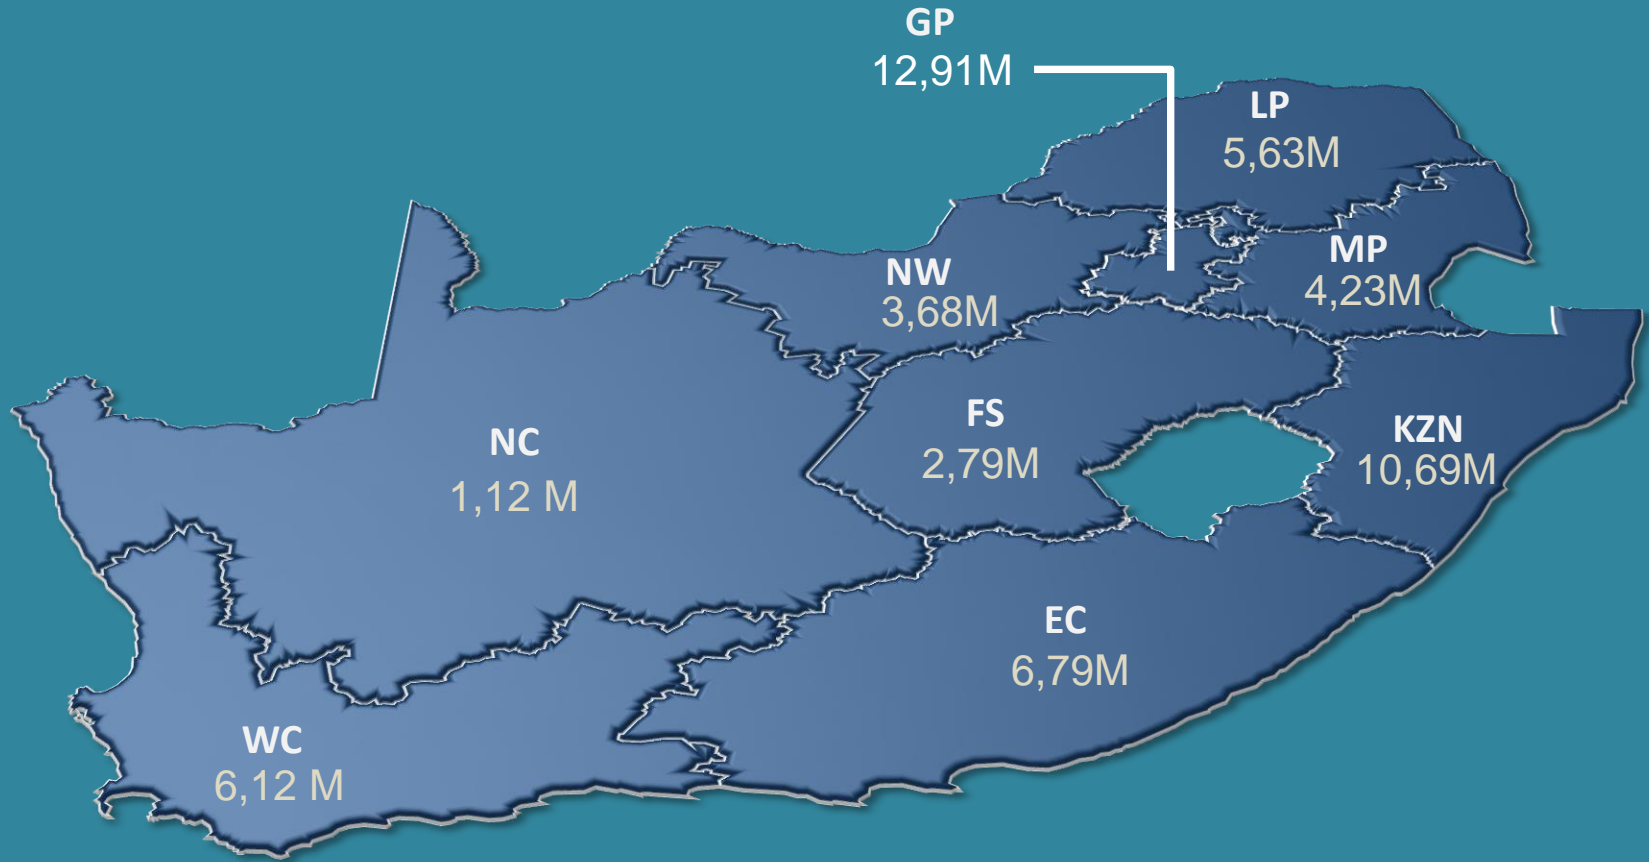 GP
12,91M
LP
5,63M
MP
4,23M
NW
3,68M
FS
2,79M
KZN
10,69M
NC
1,12 M
EC
6,79M
WC
6,12 M